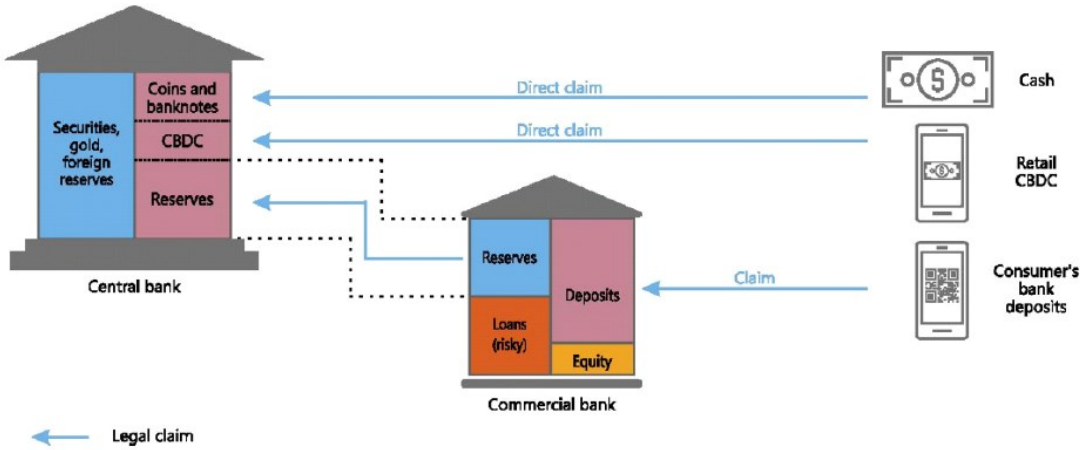 Securities,
gold,
foreign
reserves
Coins and
banknotes
CBDC
Reserves
Central bank
Direct claim
Direct claim
Claim
Reserves
Loans
(risky)
Deposits
Equity
Commercial bank
$
Cash
$
Retail
CBDC
Consumer's
bank
deposits
Legal claim